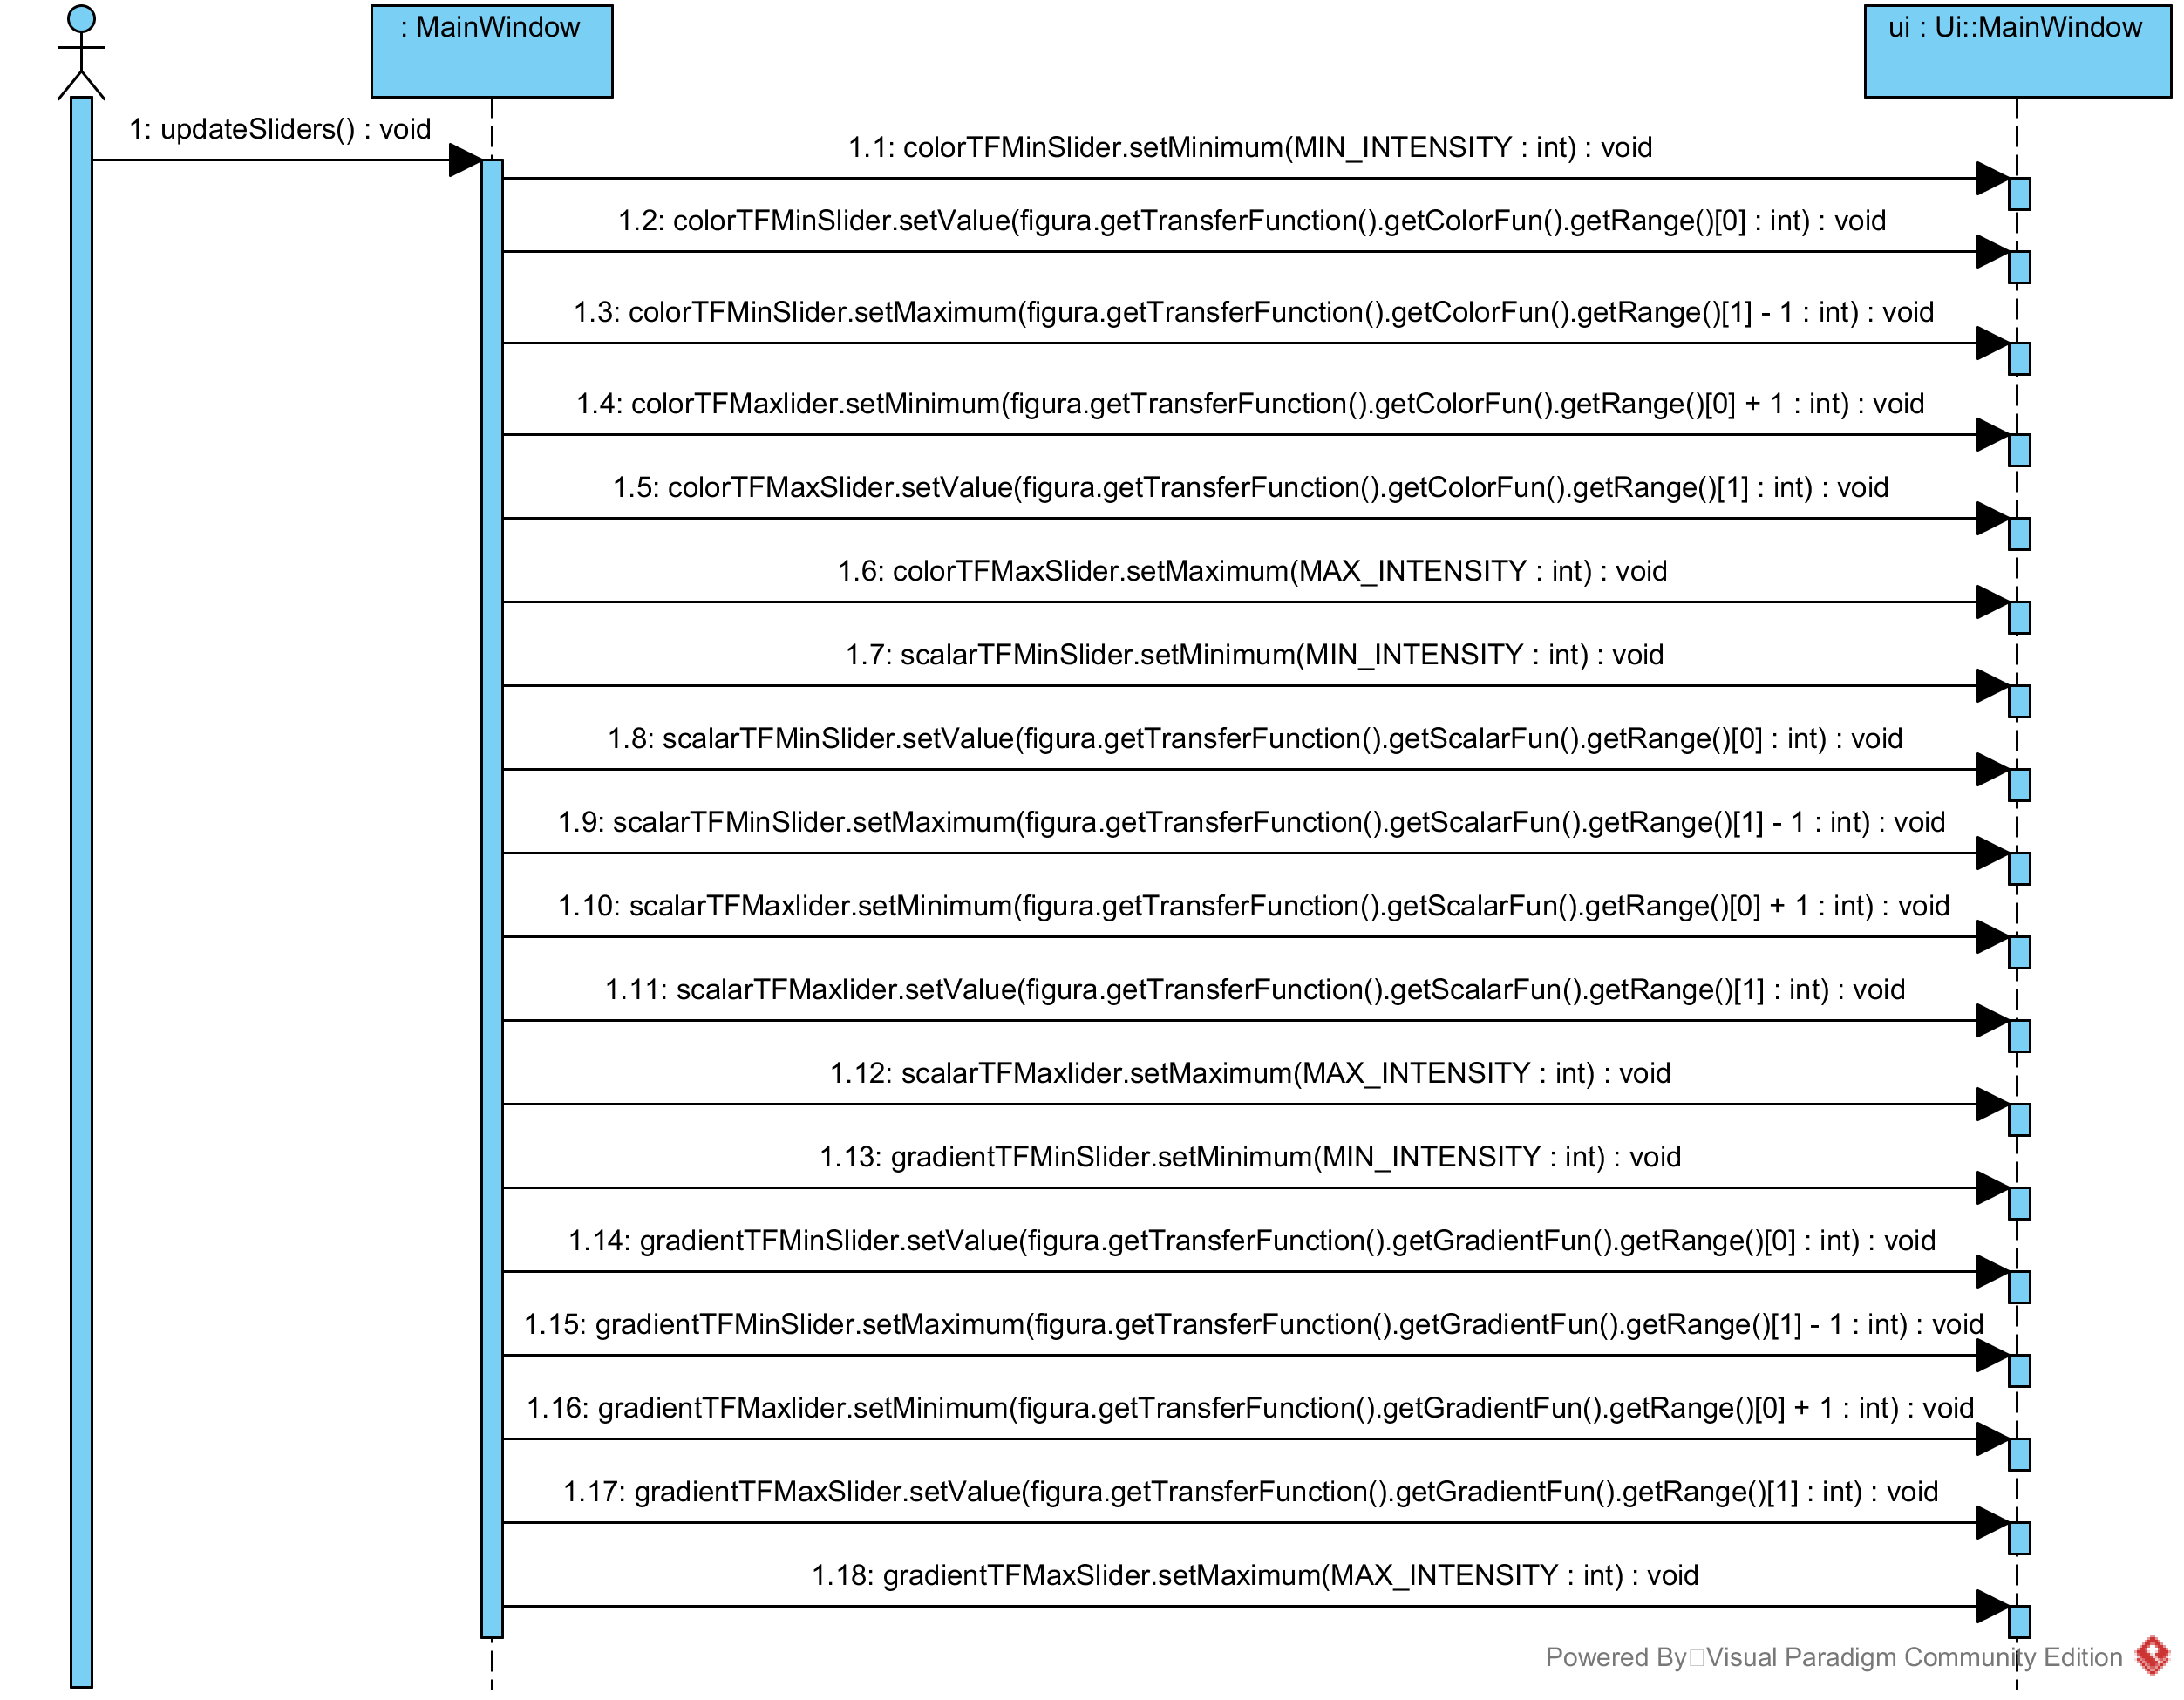 : MainWindow
ui : Ui::MainWindow
1: updateSliders() : void
1.1: colorTFMinSlider.setMinimum(MIN_INTENSITY : int) : void
1.2: colorTFMinSlider.setValue(figura.getTransferFunction().getColorFun().getRange()[0] : int) : void
1.3: colorTFMinSlider.setMaximum(figura.getTransferFunction().getColorFun().getRange()[1] - 1 : int) : void
1.4: colorTFMaxlider.setMinimum(figura.getTransferFunction().getColorFun().getRange()[0] + 1 : int) : void
1.5: colorTFMaxSlider.setValue(figura.getTransferFunction().getColorFun().getRange()[1] : int) : void
1.6: colorTFMaxSlider.setMaximum(MAX_INTENSITY : int) : void
1.7: scalarTFMinSlider.setMinimum(MIN_INTENSITY : int) : void
1.8: scalarTFMinSlider.setValue(figura.getTransferFunction().getScalarFun().getRange()[0] : int) : void
1.9: scalarTFMinSlider.setMaximum(figura.getTransferFunction().getScalarFun().getRange()[1] - 1 : int) : void
1.10: scalarTFMaxlider.setMinimum(figura.getTransferFunction().getScalarFun().getRange()[0] + 1 : int) : void
1.11: scalarTFMaxlider.setValue(figura.getTransferFunction().getScalarFun().getRange()[1] : int) : void
1.12: scalarTFMaxlider.setMaximum(MAX_INTENSITY : int) : void
1.13: gradientTFMinSlider.setMinimum(MIN_INTENSITY : int) : void
1.14: gradientTFMinSlider.setValue(figura.getTransferFunction().getGradientFun().getRange()[0] : int) : void
1.15: gradientTFMinSlider.setMaximum(figura.getTransferFunction().getGradientFun().getRange()[1] - 1 : int) : void
1.16: gradientTFMaxlider.setMinimum(figura.getTransferFunction().getGradientFun().getRange()[0] + 1 : int) : void
1.17: gradientTFMaxSlider.setValue(figura.getTransferFunction().getGradientFun().getRange()[1] : int) : void
1.18: gradientTFMaxSlider.setMaximum(MAX_INTENSITY : int) : void
Powered By Visual Paradigm Community Edition